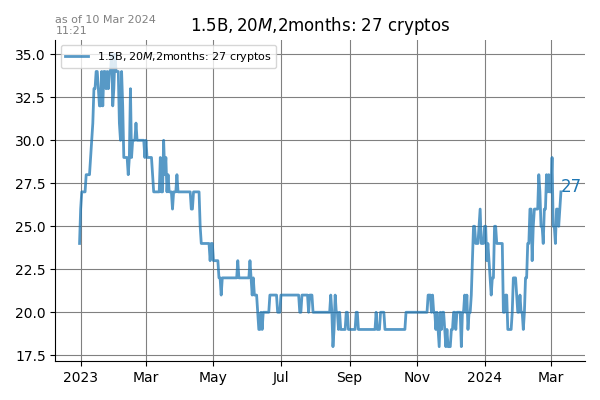 as of 10 Mar 2024
11:21
1.5B, 20M,2months: 27 cryptos
1.5B, 20M,2months: 27 cryptos
35.0
32.5
30.0
27.5
25.0
22.5
20.0
17.5
27
2023 Mar May Jul Sep Nov 2024 Mar